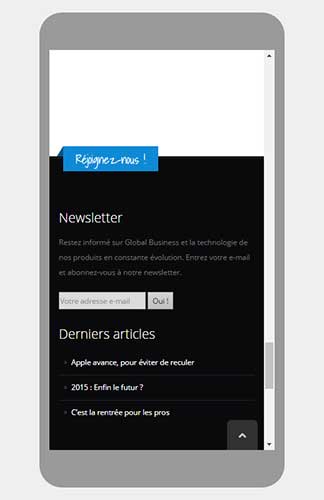 Réjoignez-nous !
Newsletter
Restez informé sur Global Business et la technologie de
nos produits en constante évolution. Entrez votre e-mail
et abonnez-vous à notre newsletter.
Votre adresse e-mail Oui !
Derniers articles
Apple avance, pour éviter de reculer
2015 : Enfin le futur ?
C'est la rentrée pour les pros